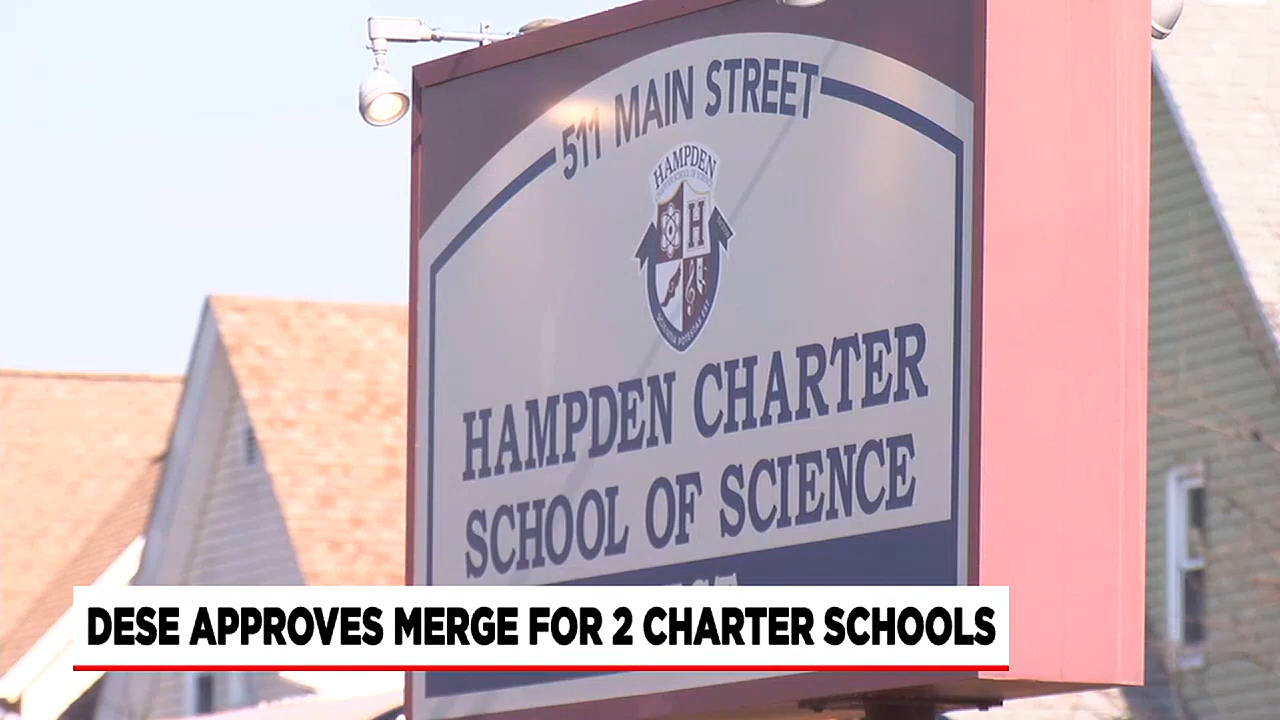 511 MAIN STREET
HAMPDEN
H
HAMPDEN CHARTER
SCHOOL OF SCIENCE
DESE APPROVES MERGE FOR 2 CHARTER SCHOOLS